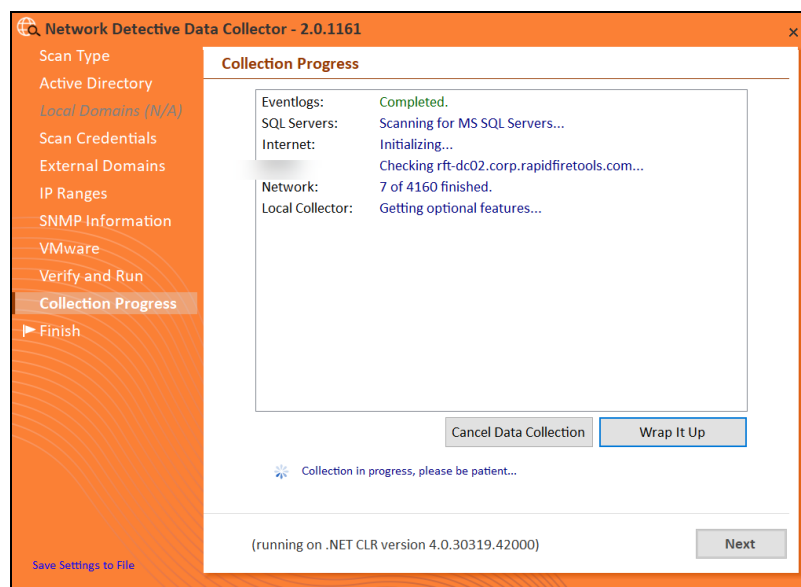 Network Detective Data Collector - 2.0.1161
×
Scan Type
Active Directory
Local Domains (N/A)
Scan Credentials
External Domains
IP Ranges
SNMP Information
VMware
Verify and Run
Collection Progress
Finish
Save Settings to File
Collection Progress
Eventlogs: Completed.
SQL Servers: Scanning for MS SQL Servers...
Internet: Initializing...
Checking rft-dc02.corp.rapidfiretools.com...
Network: 7 of 4160 finished.
Local Collector: Getting optional features...
Cancel Data Collection
Wrap It Up
Collection in progress, please be patient...
(running on .NET CLR version 4.0.30319.42000)
Next